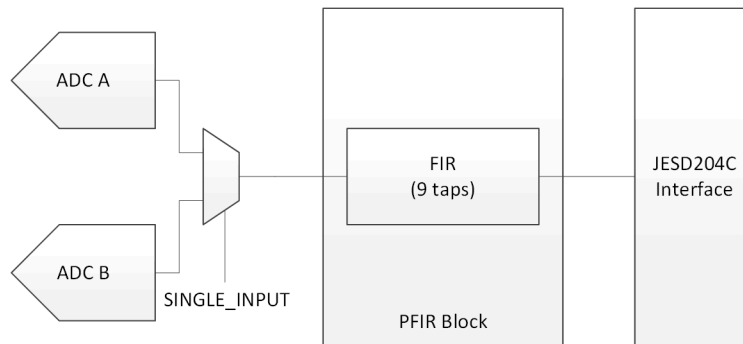 ADC A
FIR
(9 taps)
JESD204C
Interface
ADC B
SINGLE_INPUT
PFIR Block